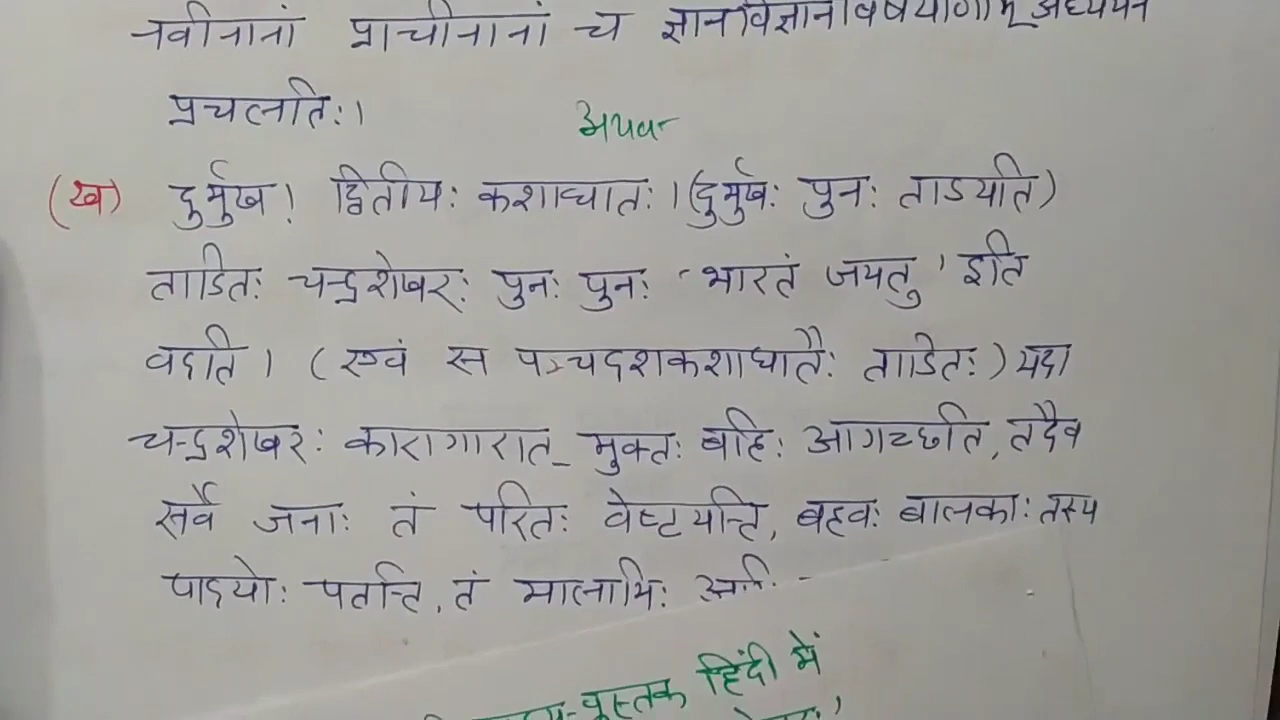 नवीनानां प्राचीनानां च ज्ञानविज्ञानविषयाणाम् अध्ययन
प्रचलतिः।
अथवा
(ख) दुर्मुख! द्वितीयः कशाघातः। (दुर्मुखः पुनः ताडयति)
ताडितः चन्द्रशेखरः पुनः पुनः 'भारतं जयतु' इति
वदति। (एवं स पञ्चदशकशाघातैः ताडितः) यदा
चन्द्रशेखरः कारागारात् मुक्तः बहिः आगच्छति, तदैव
सर्वे जनाः तं परितः वेष्टयन्ति, बहवः बालकाः तस्य
पादयोः पतन्ति, तं मालाभिः
-पुस्तक हिंदी में